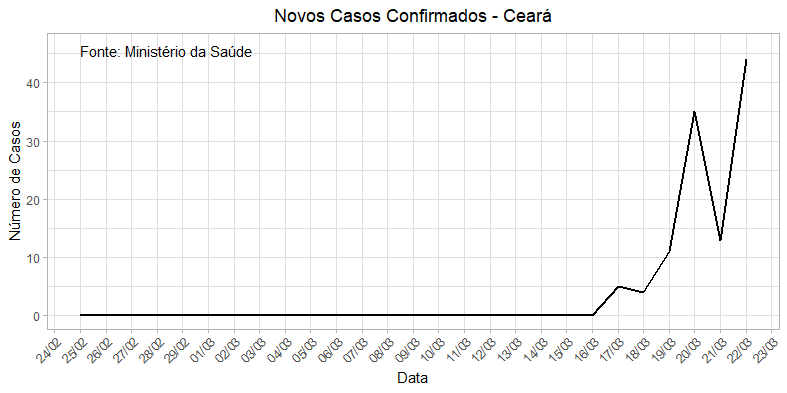 Novos Casos Confirmados - Ceará
Fonte: Ministério da Saúde
40
30
20
10
0
Número de Casos
24/02 25/02 26/02 27/02 28/02 29/02 01/03 02/03 03/03 04/03 05/03 06/03 07/03 08/03 09/03 10/03 11/03 12/03 13/03 14/03 15/03 16/03 17/03 18/03 19/03 20/03 21/03 22/03 23/03
Data